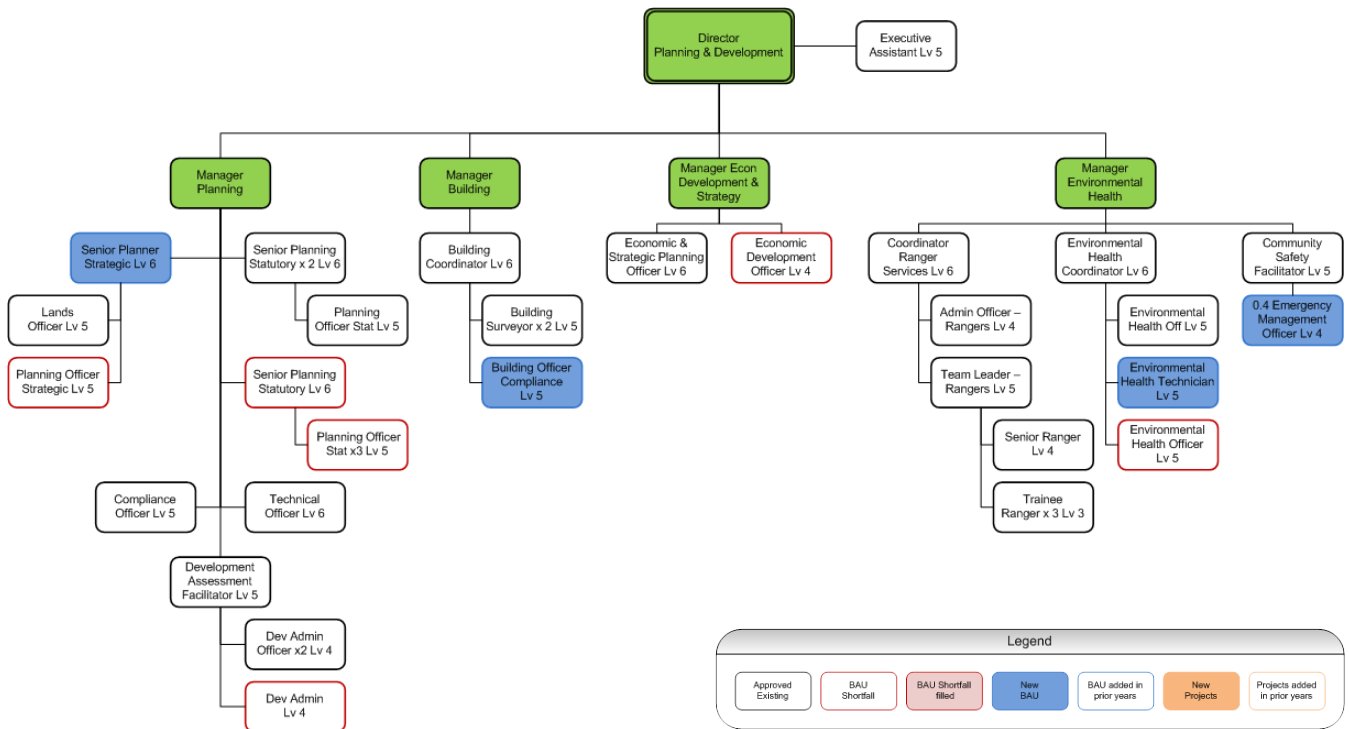 Director
Planning & Development
Executive
Assistant Lv 5
Manager
Planning
Manager
Building
Manager Econ
Development &
Strategy
Manager
Environmental
Health
Senior Planner
Strategic Lv 6
Senior Planning
Statutory x 2 Lv 6
Building
Coordinator Lv 6
Economic &
Strategic Planning
Officer Lv 6
Economic
Development
Officer Lv 4
Coordinator
Ranger
Services Lv 6
Environmental
Health
Coordinator Lv 6
Community
Safety
Facilitator Lv 5
Lands
Officer Lv 5
Planning
Officer Stat Lv 5
Building
Surveyor x 2 Lv 5
Admin Officer –
Rangers Lv 4
Environmental
Health Off Lv 5
0.4 Emergency
Management
Officer Lv 4
Planning Officer
Strategic Lv 5
Senior Planning
Statutory Lv 6
Building Officer
Compliance
Lv 5
Team Leader –
Rangers Lv 5
Environmental
Health Technician
Lv 5
Planning Officer
Stat x3 Lv 5
Senior Ranger
Lv 4
Environmental
Health Officer
Lv 5
Compliance
Officer Lv 5
Technical
Officer Lv 6
Trainee
Ranger x 3 Lv 3
Development
Assessment
Facilitator Lv 5
Dev Admin
Officer x2 Lv 4
Dev Admin
Lv 4
Legend
Approved
Existing
BAU
Shortfall
BAU Shortfall
filled
New
BAU
BAU added in
prior years
New
Projects
Projects added
in prior years